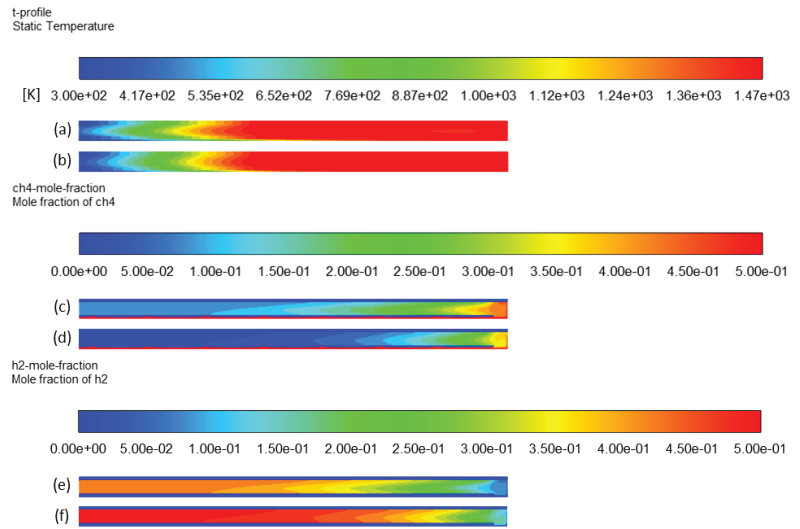 t-profile
Static Temperature
[K] 3.00e+02 4.17e+02 5.35e+02 6.52e+02 7.69e+02 8.87e+02 1.00e+03 1.12e+03 1.24e+03 1.36e+03 1.47e+03
(a)
(b)
ch4-mole-fraction
Mole fraction of ch4
0.00e+00 5.00e-02 1.00e-01 1.50e-01 2.00e-01 2.50e-01 3.00e-01 3.50e-01 4.00e-01 4.50e-01 5.00e-01
(c)
(d)
h2-mole-fraction
Mole fraction of h2
0.00e+00 5.00e-02 1.00e-01 1.50e-01 2.00e-01 2.50e-01 3.00e-01 3.50e-01 4.00e-01 4.50e-01 5.00e-01
(e)
(f)